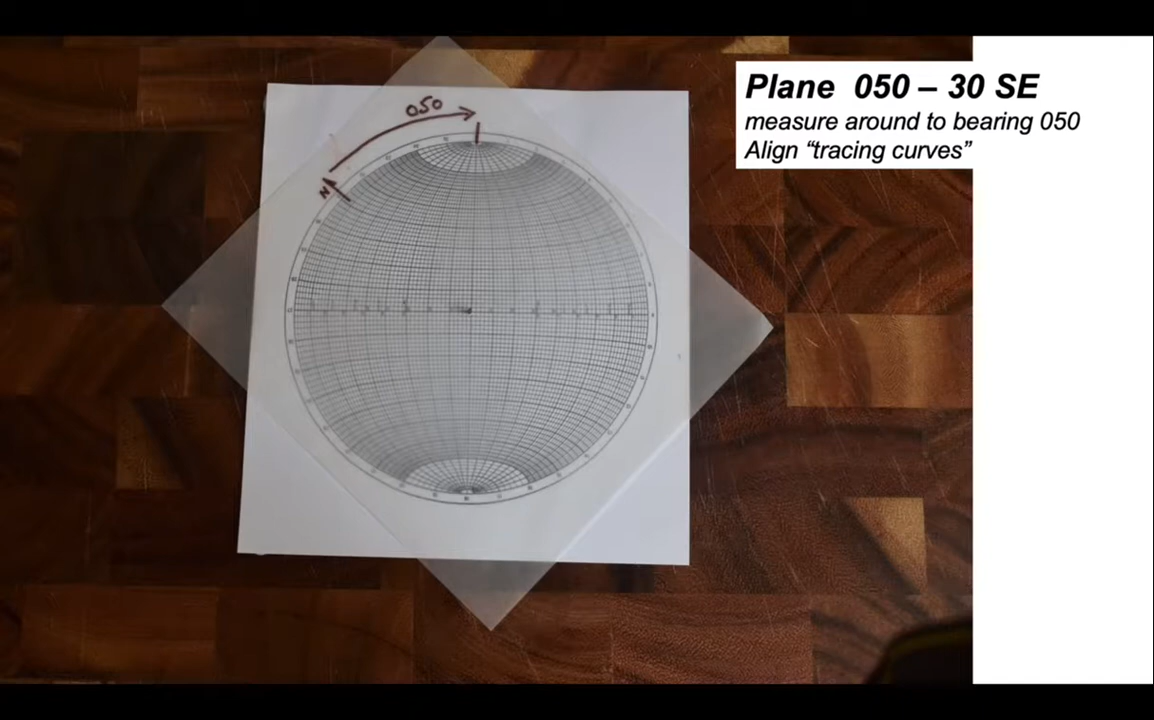 Plane 050 – 30 SE
measure around to bearing 050
Align “tracing curves”
050
N